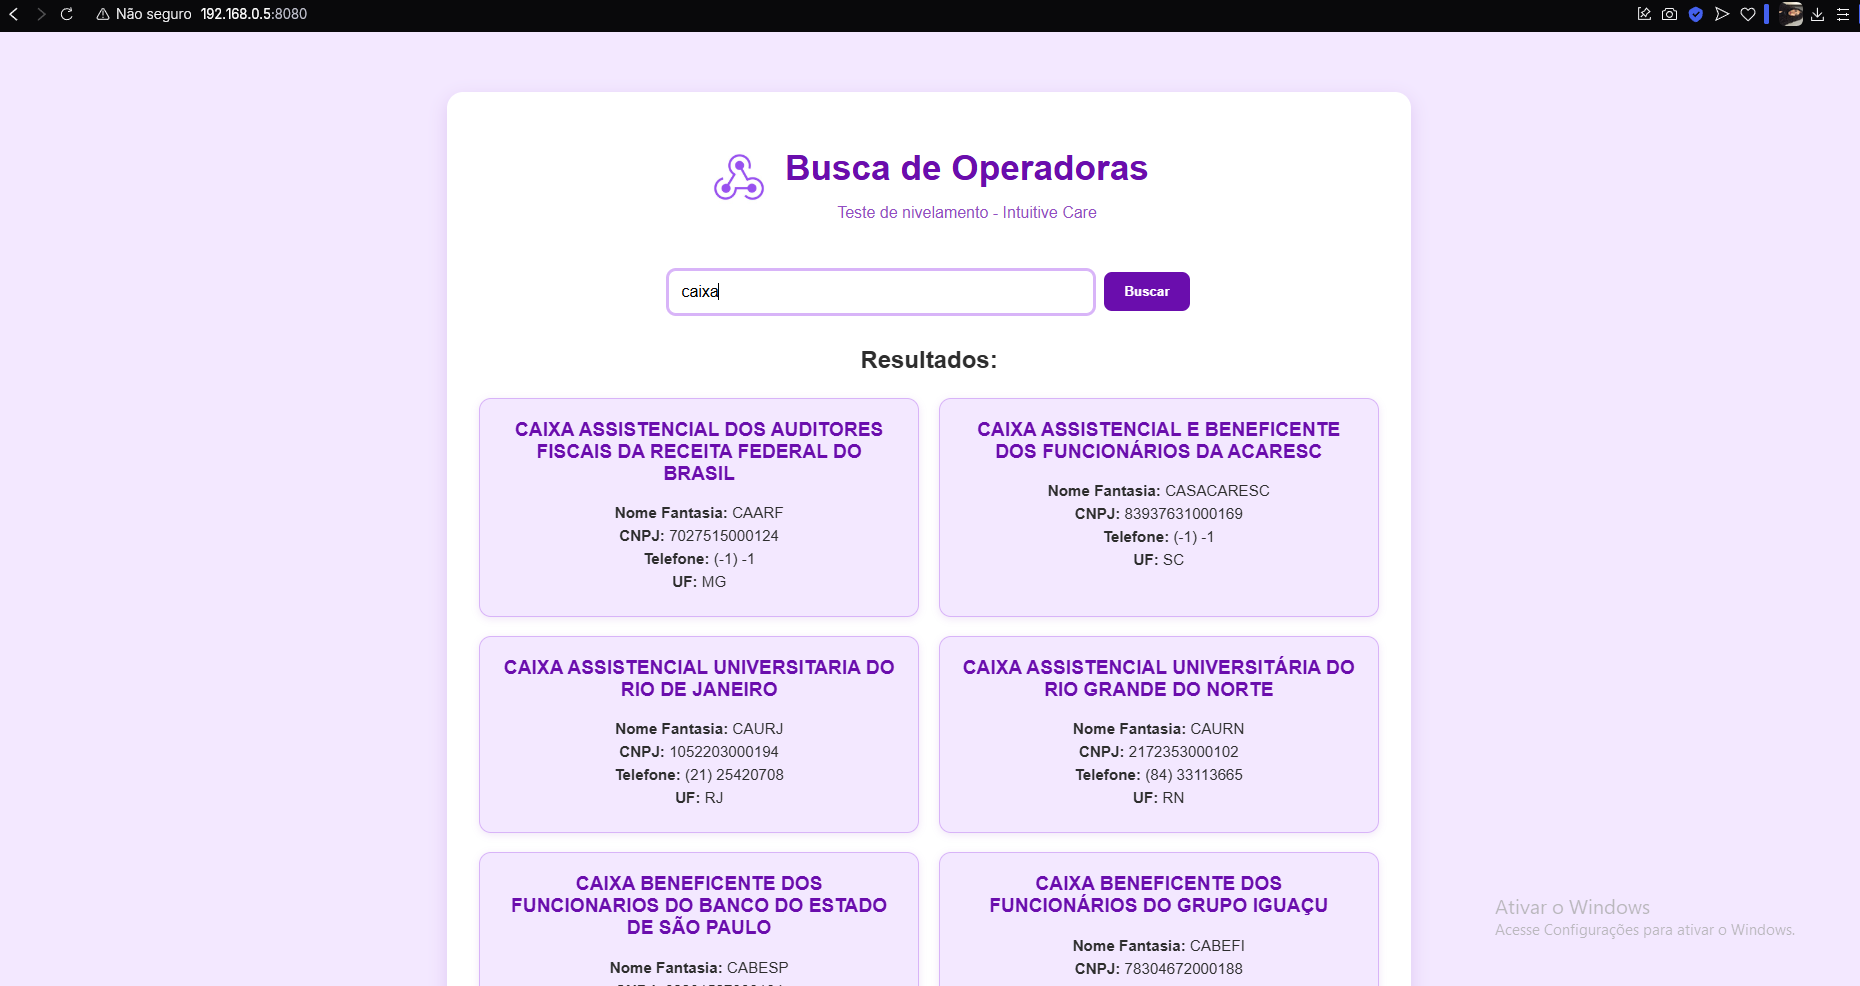 Não seguro 192.168.0.5:8080
Busca de Operadoras
Teste de nivelamento - Intuitive Care
caixa
Buscar
Resultados:
CAIXA ASSISTENCIAL DOS AUDITORES
FISCAIS DA RECEITA FEDERAL DO
BRASIL
Nome Fantasia: CAARF
CNPJ: 7027515000124
Telefone: (-1) -1
UF: MG
CAIXA ASSISTENCIAL E BENEFICENTE
DOS FUNCIONÁRIOS DA ACARESC
Nome Fantasia: CASACARESC
CNPJ: 83937631000169
Telefone: (-1) -1
UF: SC
CAIXA ASSISTENCIAL UNIVERSITARIA DO
RIO DE JANEIRO
Nome Fantasia: CAURJ
CNPJ: 1052203000194
Telefone: (21) 25420708
UF: RJ
CAIXA ASSISTENCIAL UNIVERSITÁRIA DO
RIO GRANDE DO NORTE
Nome Fantasia: CAURN
CNPJ: 2172353000102
Telefone: (84) 33113665
UF: RN
CAIXA BENEFICENTE DOS
FUNCIONARIOS DO BANCO DO ESTADO
DE SÃO PAULO
Nome Fantasia: CABESP
CAIXA BENEFICENTE DOS
FUNCIONÁRIOS DO GRUPO IGUAÇU
Nome Fantasia: CABEFI
CNPJ: 78304672000188
Ativar o Windows
Acesse Configurações para ativar o Windows.